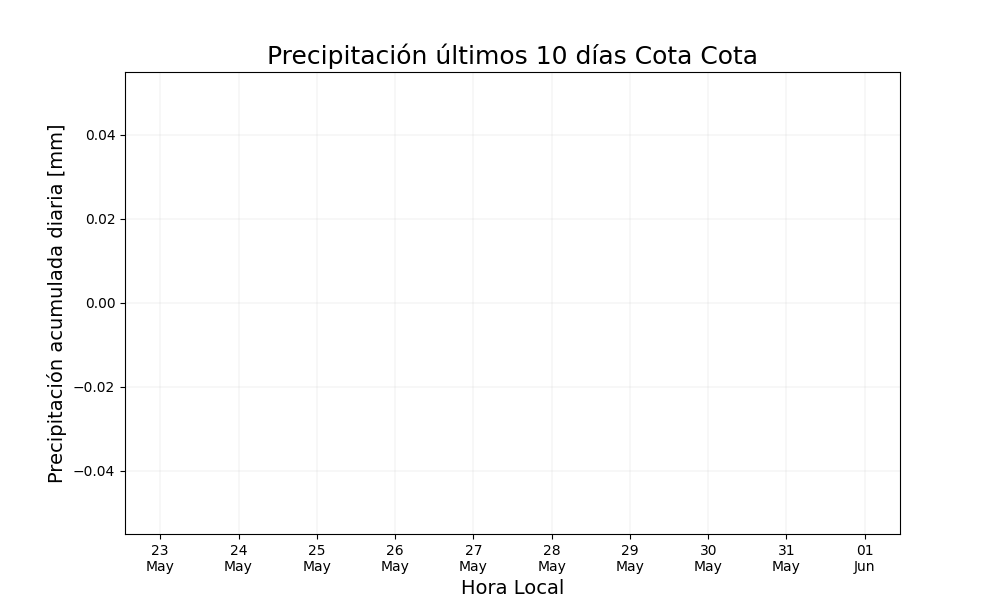 Precipitación últimos 10 días Cota Cota
Precipitación acumulada diaria [mm]
0.04
0.02
0.00
−0.02
−0.04
23 24 25 26 27 28 29 30 31 01
May May May May May May May May May Jun
Hora Local